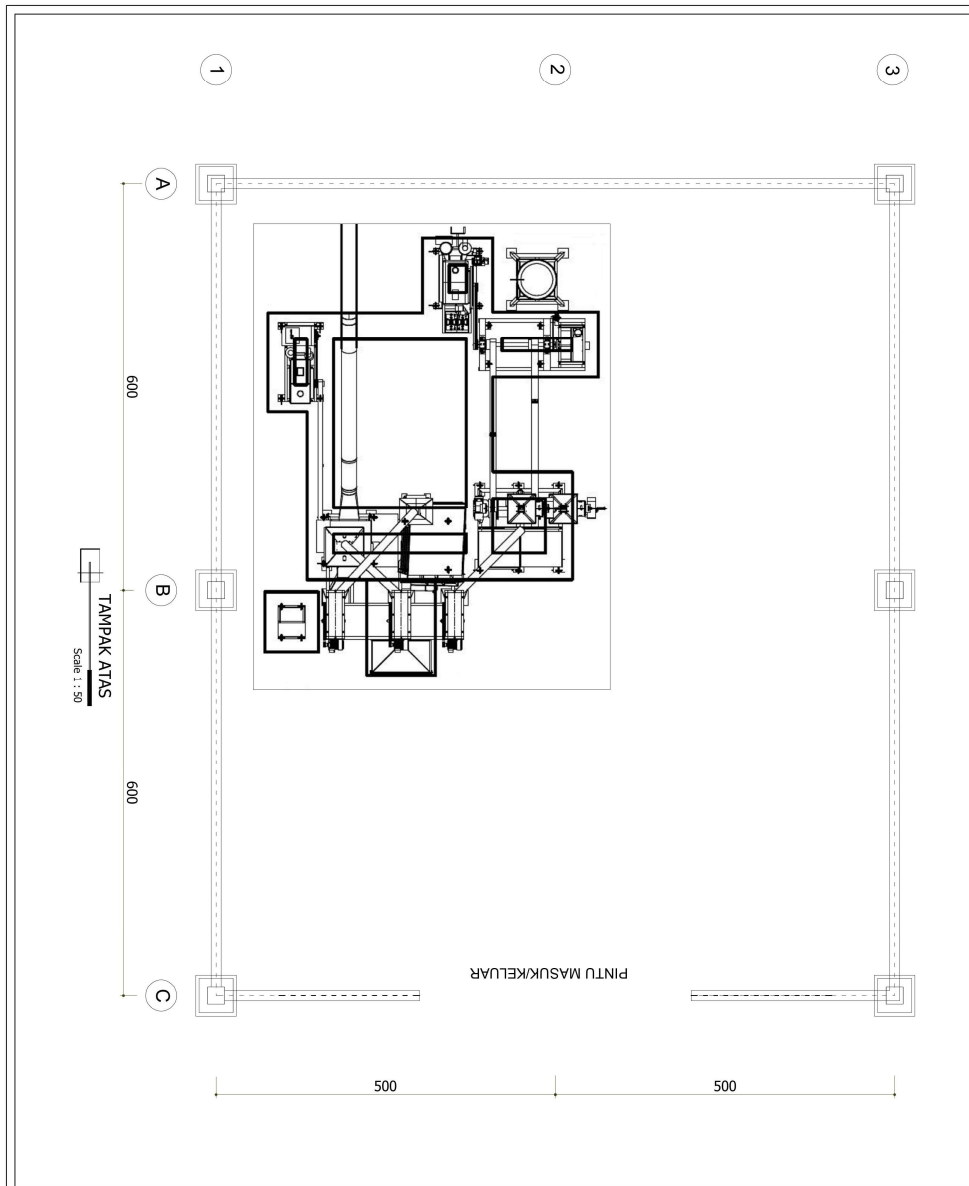 1
2
3
A
600
B
600
C
TAMPAK ATAS
Scale 1 : 50
PINTU MASUK/KELUAR
500
500